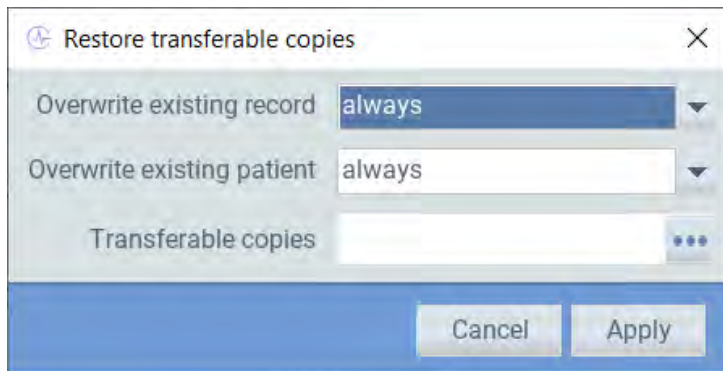 Restore transferable copies
Overwrite existing record always
Overwrite existing patient always
Transferable copies
Cancel Apply